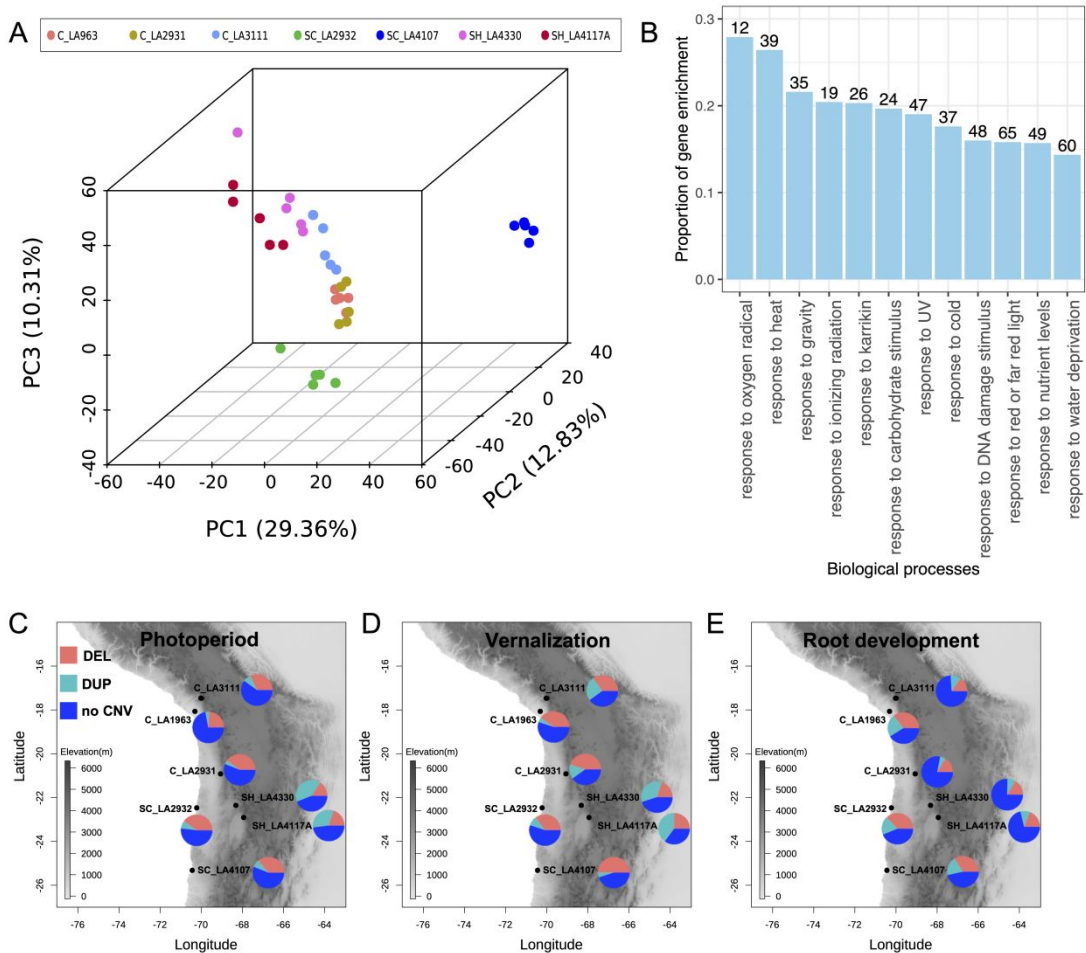 A
C_LA963 C_LA2931 C_LA3111 SC_LA2932 SC_LA4107 SH_LA4330 SH_LA4117A
PC3 (10.31%)
60
40
20
0
-20
-40
-60 -40 -20 0 20 40 60
PC1 (29.36%)
-60
-40
-20
0
20
40
PC2 (12.83%)
B
Proportion of gene enrichment
0.3
0.2
0.1
0.0
12 39 35 19 26 24 47 37 48 65 49 60
response to oxygen radical
response to heat
response to gravity
response to ionizing radiation
response to karrikin
response to carbohydrate stimulus
response to UV
response to cold
response to DNA damage stimulus
response to red or far red light
response to nutrient levels
response to water deprivation
Biological processes
C
Photoperiod
DEL
DUP
no CNV
Latitude
-16
-18
-20
-22
-24
-26
Elevation(m)
6000
5000
4000
3000
2000
1000
0
C_LA3111
C_LA1963
C_LA2931
SH_LA4330
SC_LA2932
SH_LA4117A
SC_LA4107
-76 -74 -72 -70 -68 -66 -64
Longitude
D
Vernalization
Latitude
-16
-18
-20
-22
-24
-26
Elevation(m)
6000
5000
4000
3000
2000
1000
0
C_LA3111
C_LA1963
C_LA2931
SH_LA4330
SC_LA2932
SH_LA4117A
SC_LA4107
-76 -74 -72 -70 -68 -66 -64
Longitude
E
Root development
Latitude
-16
-18
-20
-22
-24
-26
Elevation(m)
6000
5000
4000
3000
2000
1000
0
C_LA3111
C_LA1963
C_LA2931
SH_LA4330
SC_LA2932
SH_LA4117A
SC_LA4107
-76 -74 -72 -70 -68 -66 -64
Longitude